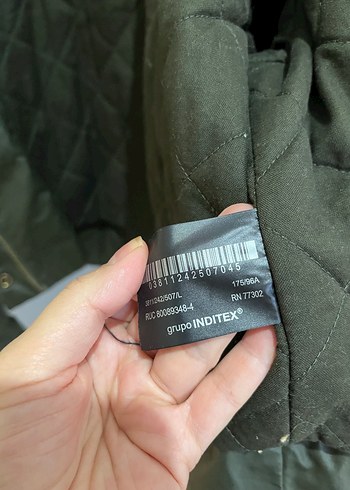 03811242507045
3811/242/507/L 175/96A
RUC 80089348-4 RN 77302
grupo INDITEX®